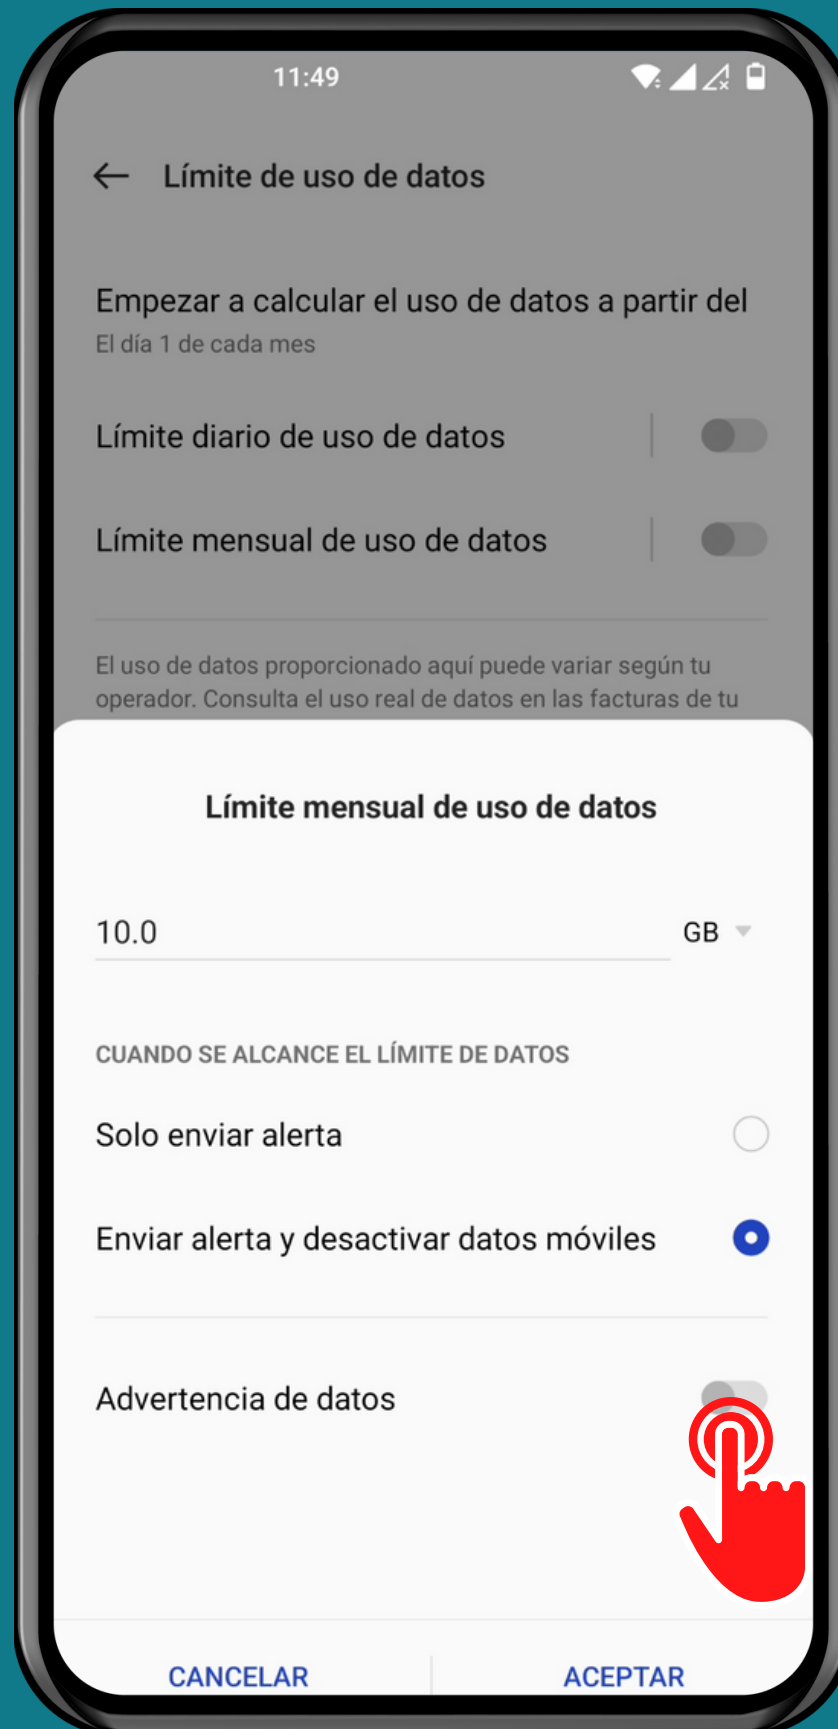 11:49
Límite de uso de datos
Empezar a calcular el uso de datos a partir del
El día 1 de cada mes
Límite diario de uso de datos
Límite mensual de uso de datos
El uso de datos proporcionado aquí puede variar según tu
operador. Consulta el uso real de datos en las facturas de tu
Límite mensual de uso de datos
10.0 GB
CUANDO SE ALCANCE EL LÍMITE DE DATOS
Solo enviar alerta
Enviar alerta y desactivar datos móviles
Advertencia de datos
CANCELAR ACEPTAR